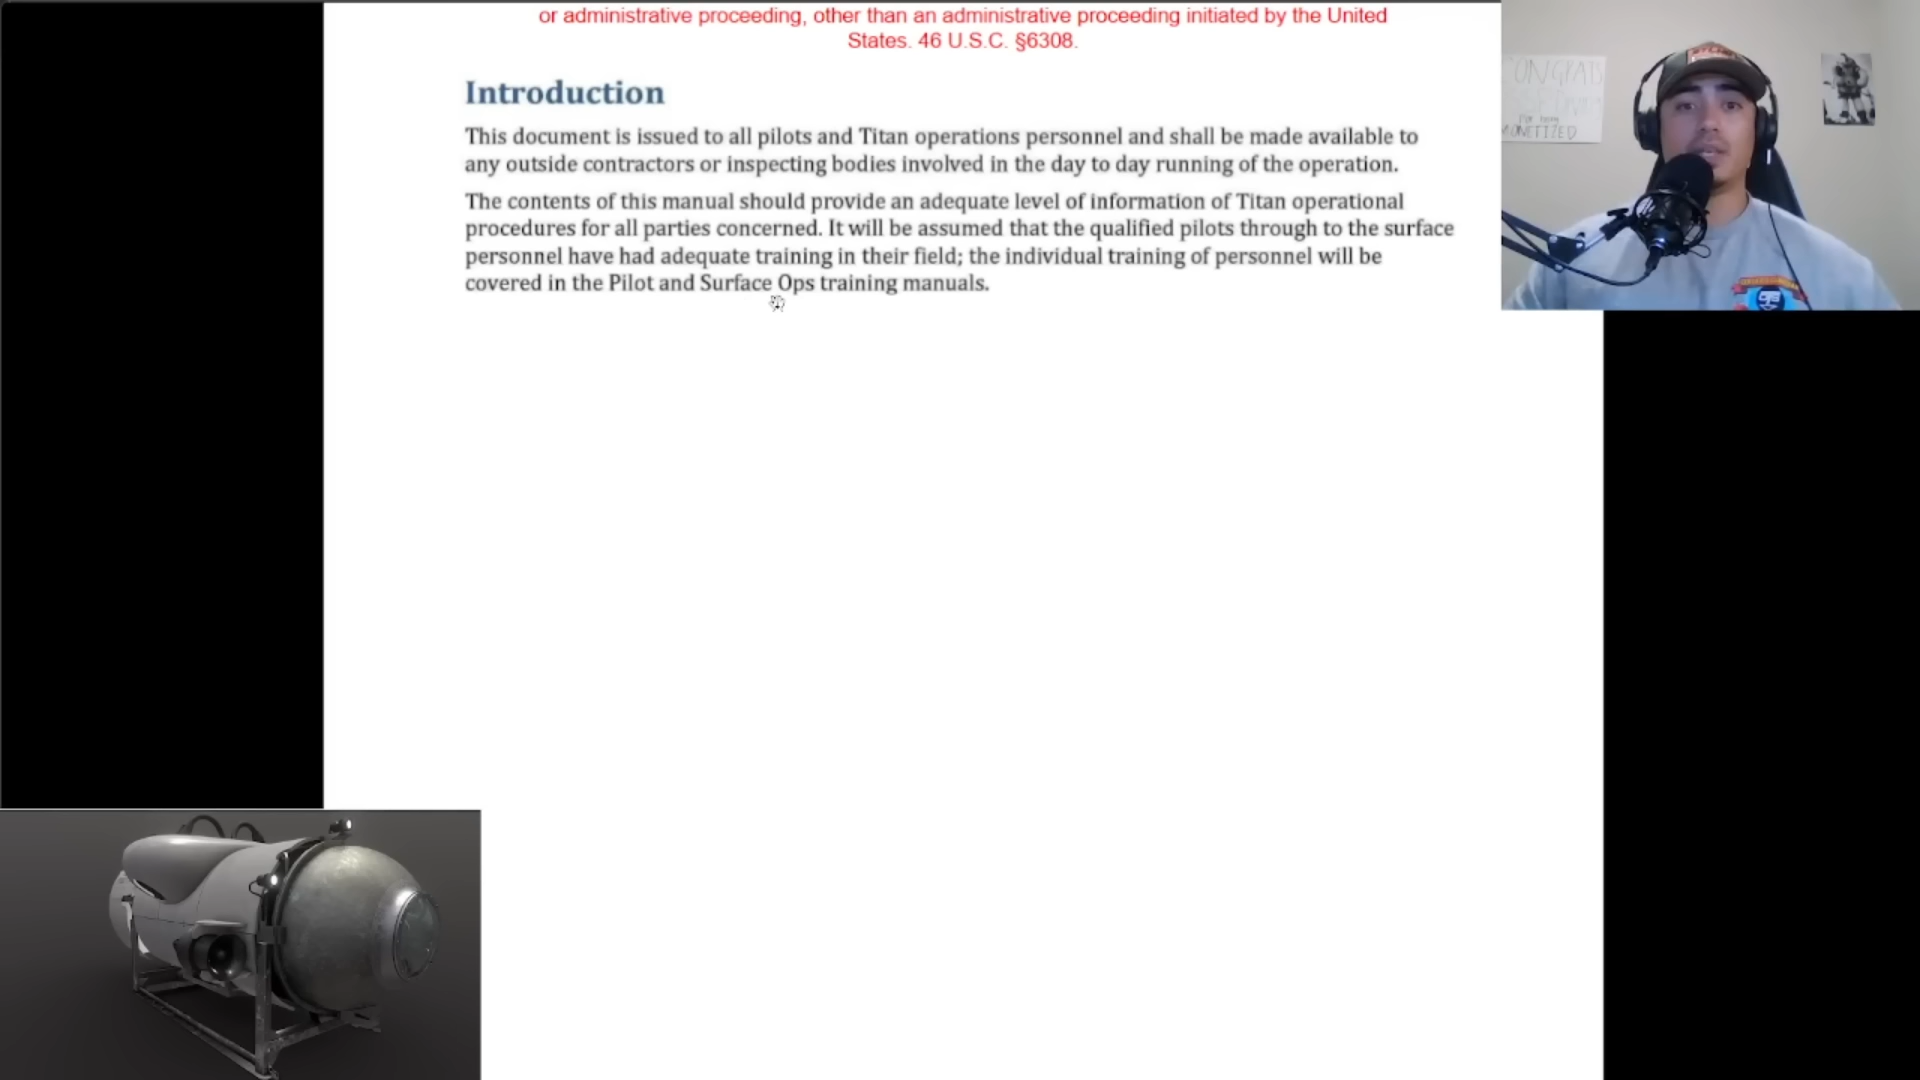 or administrative proceeding, other than an administrative proceeding initiated by the United
States. 46 U.S.C. §6308.
Introduction
This document is issued to all pilots and Titan operations personnel and shall be made available to
any outside contractors or inspecting bodies involved in the day to day running of the operation.
The contents of this manual should provide an adequate level of information of Titan operational
procedures for all parties concerned. It will be assumed that the qualified pilots through to the surface
personnel have had adequate training in their field; the individual training of personnel will be
covered in the Pilot and Surface Ops training manuals.
MONETIZED